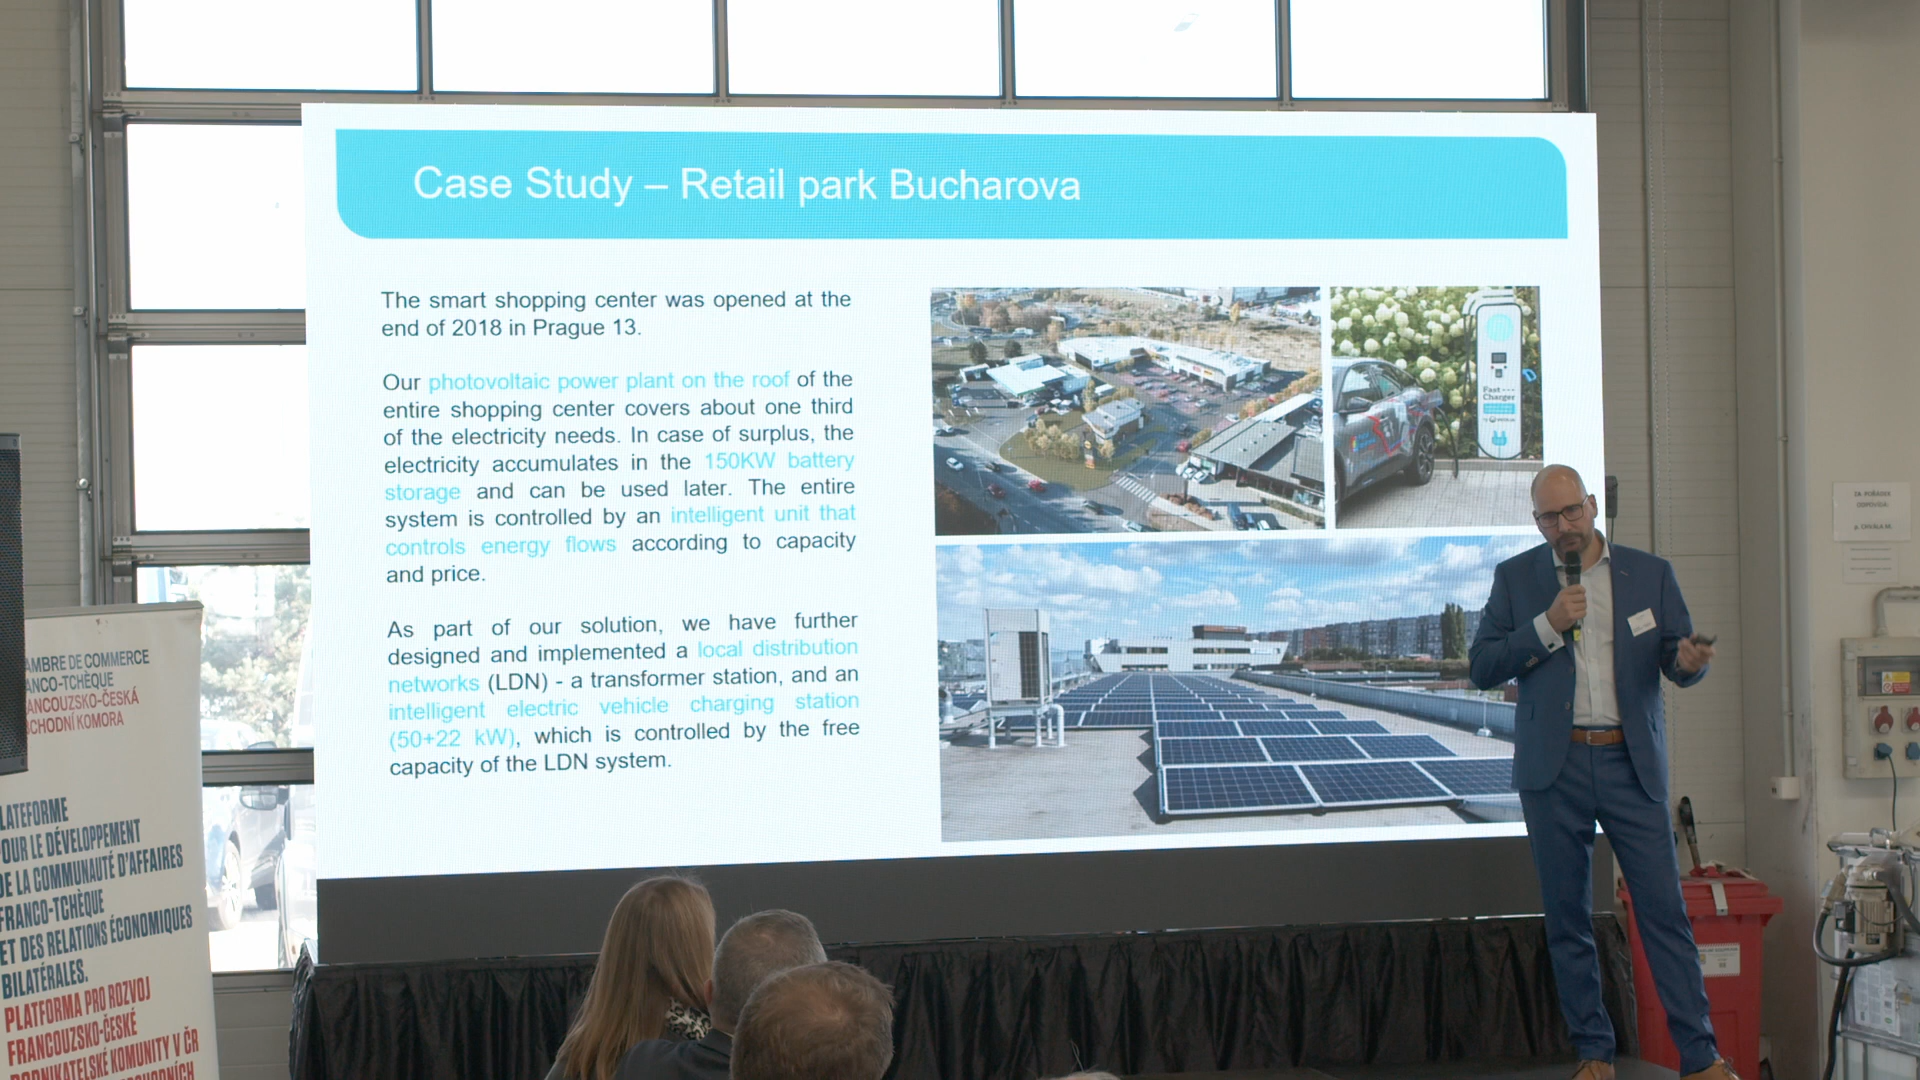 Case Study – Retail park Bucharova
The smart shopping center was opened at the
end of 2018 in Prague 13.
Our photovoltaic power plant on the roof of the
entire shopping center covers about one third
of the electricity needs. In case of surplus, the
electricity accumulates in the 150KW battery
storage and can be used later. The entire
system is controlled by an intelligent unit that
controls energy flows according to capacity
and price.
As part of our solution, we have further
designed and implemented a local distribution
networks (LDN) - a transformer station, and an
intelligent electric vehicle charging station
(50+22 kW), which is controlled by the free
capacity of the LDN system.
Fast
Charger
ZA POŘÁDEK
ODPOVÍDÁ:
AMBRE DE COMMERCE
ANCO-TCHÈQUE
ANCOUZSKO-ČESKÁ
CHODNÍ KOMORA
LATEFORME
OUR LE DÉVELOPPEMENT
DE LA COMMUNAUTÉ D'AFFAIRES
FRANCO-TCHÈQUE
ET DES RELATIONS ÉCONOMIQUES
BILATÉRALES.
PLATFORMA PRO ROZVOJ
FRANCOUZSKO-ČESKÉ
PODNIKATELSKÉ KOMUNITY V ČR